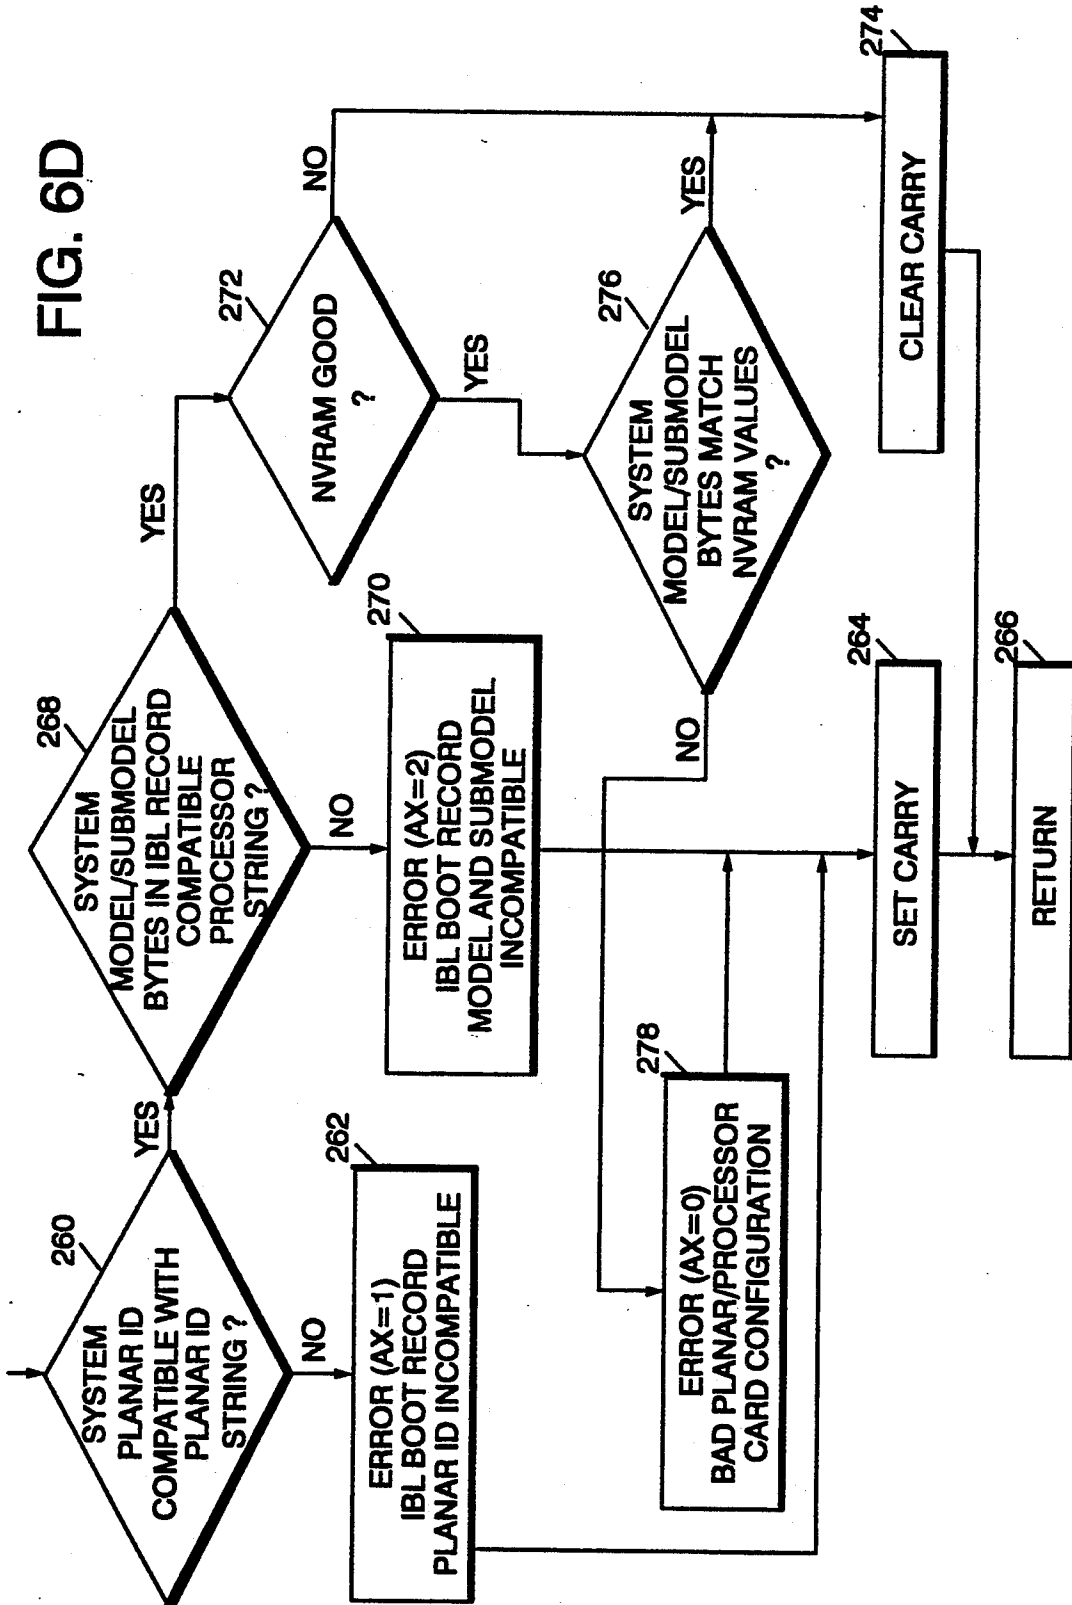 FIG. 6D
260
SYSTEM
PLANAR ID
COMPATIBLE WITH
PLANAR ID
STRING ?
YES
NO
262
ERROR (AX=1)
IBL BOOT RECORD
PLANAR ID INCOMPATIBLE
268
SYSTEM
MODEL/SUBMODEL
BYTES IN IBL RECORD
COMPATIBLE
PROCESSOR
STRING ?
YES
NO
270
ERROR (AX=2)
IBL BOOT RECORD
MODEL AND SUBMODEL
INCOMPATIBLE
272
NVRAM GOOD
?
NO
YES
276
SYSTEM
MODEL/SUBMODEL
BYTES MATCH
NVRAM VALUES
?
YES
NO
278
ERROR (AX=0)
BAD PLANAR/PROCESSOR
CARD CONFIGURATION
264
SET CARRY
274
CLEAR CARRY
266
RETURN